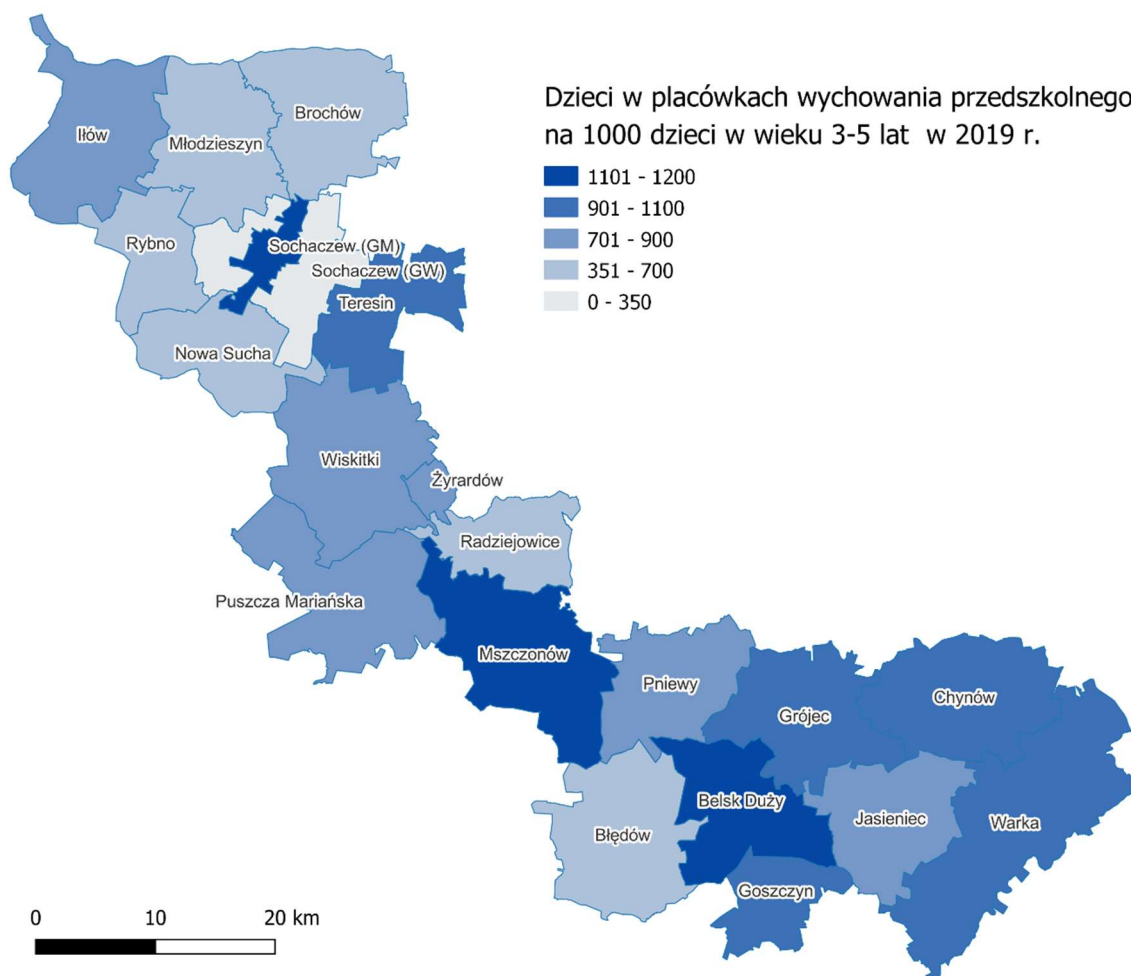 Dzieci w placówkach wychowania przedszkolnego
na 1000 dzieci w wieku 3-5 lat w 2019 r.
1101 - 1200
901 - 1100
701 - 900
351 - 700
0 - 350
Iłów
Młodzieszyn
Brochów
Rybno
Sochaczew (GM)
Sochaczew (GW)
Teresin
Nowa Sucha
Wiskitki
Żyrardów
Radziejowice
Puszcza Mariańska
Mszczonów
Pniewy
Grójec
Chynów
Belsk Duży
Błędów
Jasieniec
Warka
Goszczyn
0 10 20 km